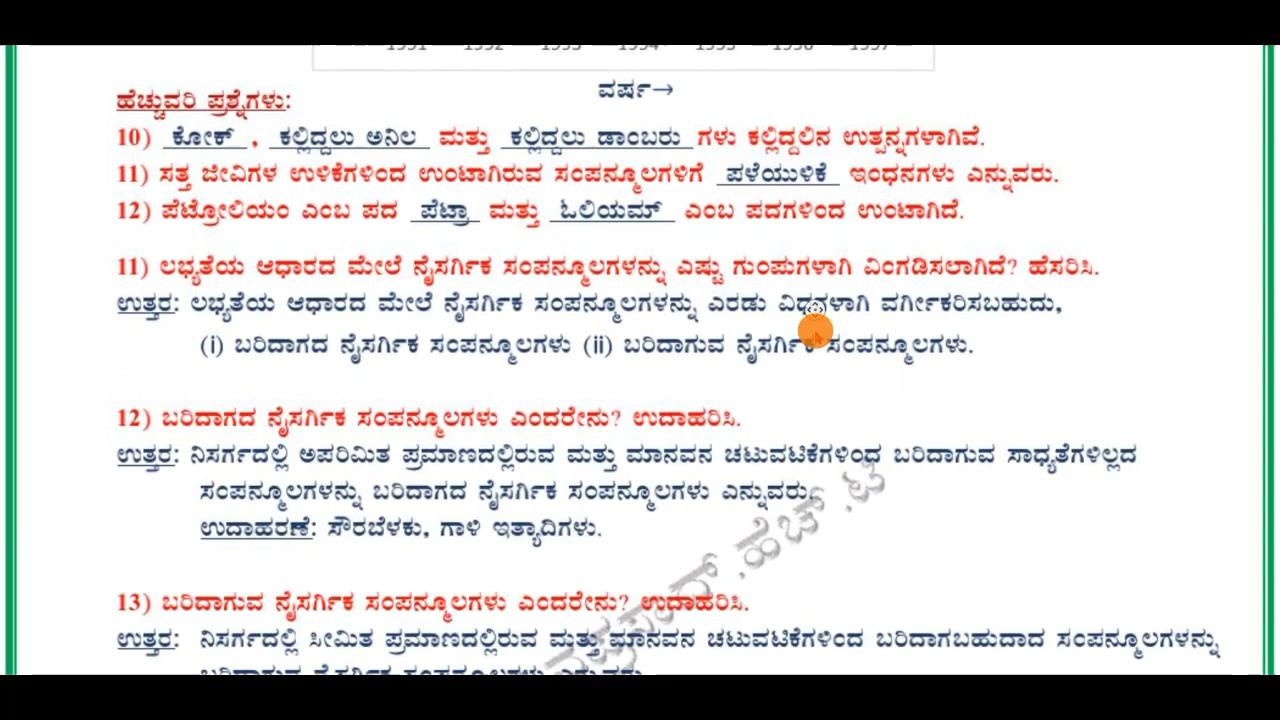 ವರ್ಷ→
ಹೆಚ್ಚುವರಿ ಪ್ರಶ್ನೆಗಳು:
10) ಕೋಕ್ , ಕಲ್ಲಿದ್ದಲು ಅನಿಲ ಮತ್ತು ಕಲ್ಲಿದ್ದಲು ಡಾಂಬರು ಗಳು ಕಲ್ಲಿದ್ದಲಿನ ಉತ್ಪನ್ನಗಳಾಗಿವೆ.
11) ಸತ್ತ ಜೀವಿಗಳ ಉಳಿಕೆಗಳಿಂದ ಉಂಟಾಗಿರುವ ಸಂಪನ್ಮೂಲಗಳಿಗೆ ಪಳೆಯುಳಿಕೆ ಇಂಧನಗಳು ಎನ್ನುವರು.
12) ಪೆಟ್ರೋಲಿಯಂ ಎಂಬ ಪದ ಪೆಟ್ರಾ ಮತ್ತು ಓಲಿಯಮ್ ಎಂಬ ಪದಗಳಿಂದ ಉಂಟಾಗಿದೆ.
11) ಲಭ್ಯತೆಯ ಆಧಾರದ ಮೇಲೆ ನೈಸರ್ಗಿಕ ಸಂಪನ್ಮೂಲಗಳನ್ನು ಎಷ್ಟು ಗುಂಪುಗಳಾಗಿ ವಿಂಗಡಿಸಲಾಗಿದೆ? ಹೆಸರಿಸಿ.
ಉತ್ತರ: ಲಭ್ಯತೆಯ ಆಧಾರದ ಮೇಲೆ ನೈಸರ್ಗಿಕ ಸಂಪನ್ಮೂಲಗಳನ್ನು ಎರಡು ವಿಧಗಳಾಗಿ ವರ್ಗೀಕರಿಸಬಹುದು,
(i) ಬರಿದಾಗದ ನೈಸರ್ಗಿಕ ಸಂಪನ್ಮೂಲಗಳು (ii) ಬರಿದಾಗುವ ನೈಸರ್ಗಿಕ ಸಂಪನ್ಮೂಲಗಳು.
12) ಬರಿದಾಗದ ನೈಸರ್ಗಿಕ ಸಂಪನ್ಮೂಲಗಳು ಎಂದರೇನು? ಉದಾಹರಿಸಿ.
ಉತ್ತರ: ನಿಸರ್ಗದಲ್ಲಿ ಅಪರಿಮಿತ ಪ್ರಮಾಣದಲ್ಲಿರುವ ಮತ್ತು ಮಾನವನ ಚಟುವಟಿಕೆಗಳಿಂದ ಬರಿದಾಗುವ ಸಾಧ್ಯತೆಗಳಿಲ್ಲದ
ಸಂಪನ್ಮೂಲಗಳನ್ನು ಬರಿದಾಗದ ನೈಸರ್ಗಿಕ ಸಂಪನ್ಮೂಲಗಳು ಎನ್ನುವರು.
ಉದಾಹರಣೆ: ಸೌರಬೆಳಕು, ಗಾಳಿ ಇತ್ಯಾದಿಗಳು.
13) ಬರಿದಾಗುವ ನೈಸರ್ಗಿಕ ಸಂಪನ್ಮೂಲಗಳು ಎಂದರೇನು? ಉದಾಹರಿಸಿ.
ಉತ್ತರ: ನಿಸರ್ಗದಲ್ಲಿ ಸೀಮಿತ ಪ್ರಮಾಣದಲ್ಲಿರುವ ಮತ್ತು ಮಾನವನ ಚಟುವಟಿಕೆಗಳಿಂದ ಬರಿದಾಗಬಹುದಾದ ಸಂಪನ್ಮೂಲಗಳನ್ನು